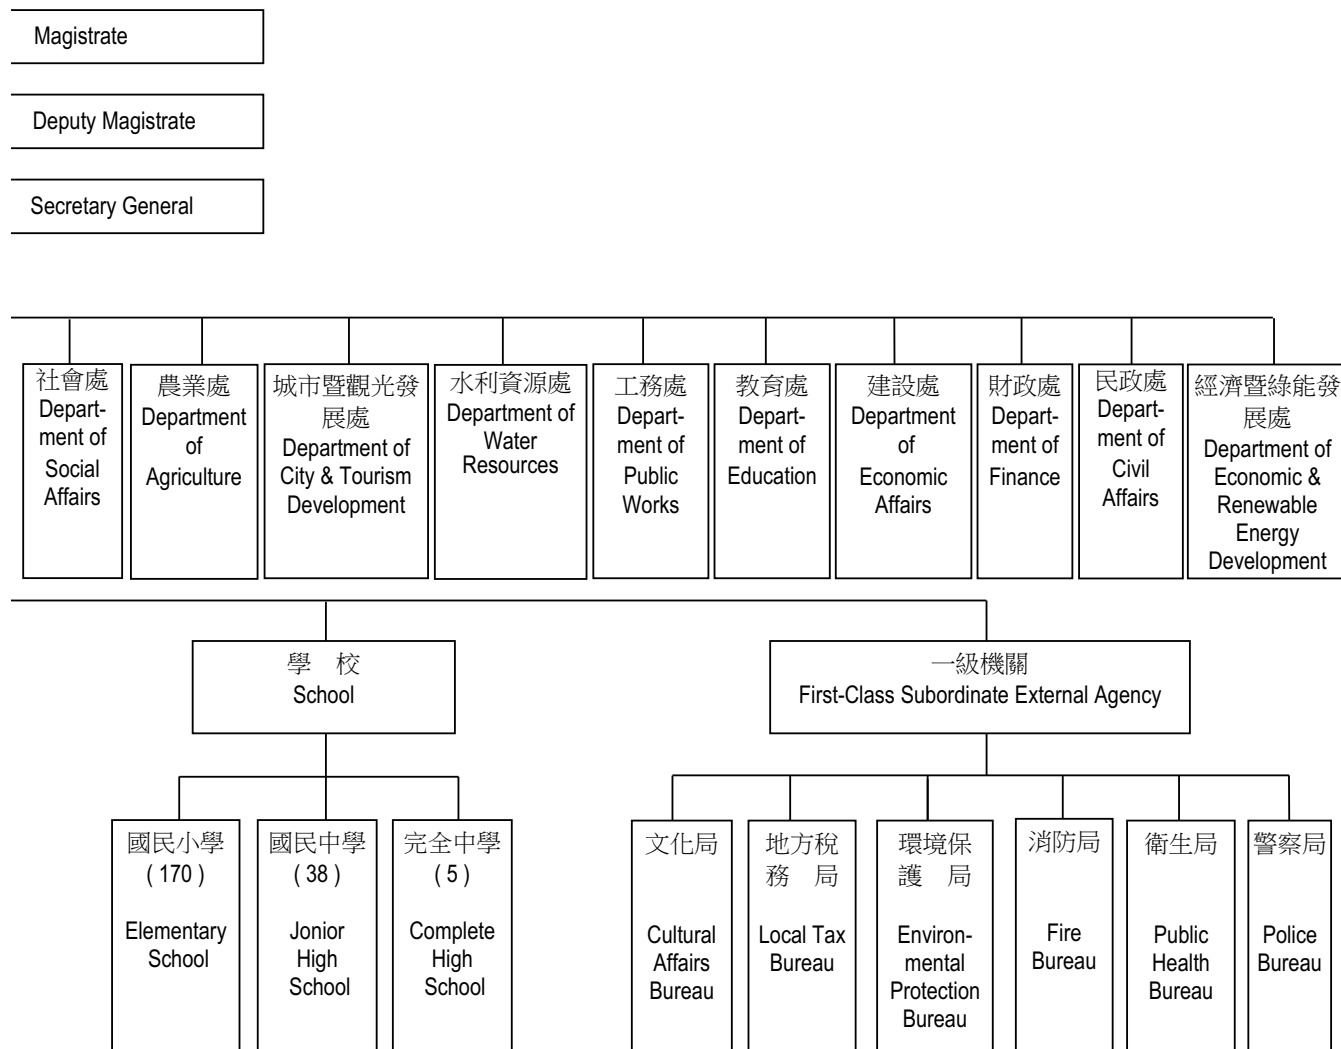 Magistrate
Deputy Magistrate
Secretary General
社會處
Depart-
ment of
Social
Affairs
農業處
Department
of
Agriculture
城市暨觀光發
展處
Department of
City & Tourism
Development
水利資源處
Department of
Water
Resources
工務處
Depart-
ment of
Public
Works
教育處
Depart-
ment of
Education
建設處
Department
of
Economic
Affairs
財政處
Depart-
ment of
Finance
民政處
Depart-
ment of
Civil
Affairs
經濟暨綠能發
展處
Department of
Economic &
Renewable
Energy
Development
學 校
School
一級機關
First-Class Subordinate External Agency
國民小學
( 170 )
Elementary
School
國民中學
( 38 )
Jonior
High
School
完全中學
( 5 )
Complete
High
School
文化局
Cultural
Affairs
Bureau
地方稅
務 局
Local Tax
Bureau
環境保
護 局
Environ-
mental
Protection
Bureau
消防局
Fire
Bureau
衛生局
Public
Health
Bureau
警察局
Police
Bureau